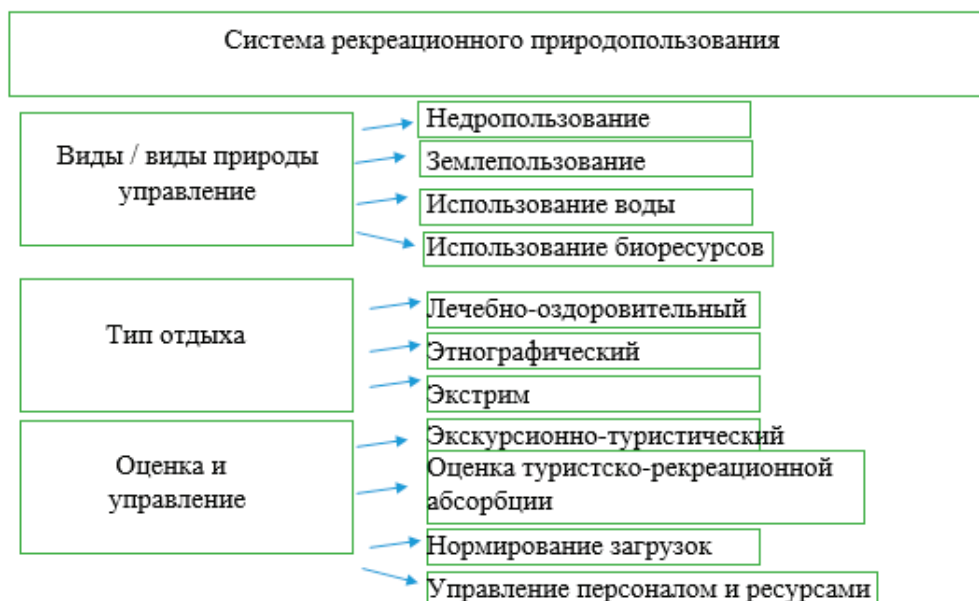 Система рекреационного природопользования
Виды / виды природы
управление
Недропользование
Землепользование
Использование воды
Использование биоресурсов
Тип отдыха
Лечебно-оздоровительный
Этнографический
Экстрим
Оценка и
управление
Экскурсионно-туристический
Оценка туристско-рекреационной
абсорбции
Нормирование загрузок
Управление персоналом и ресурсами